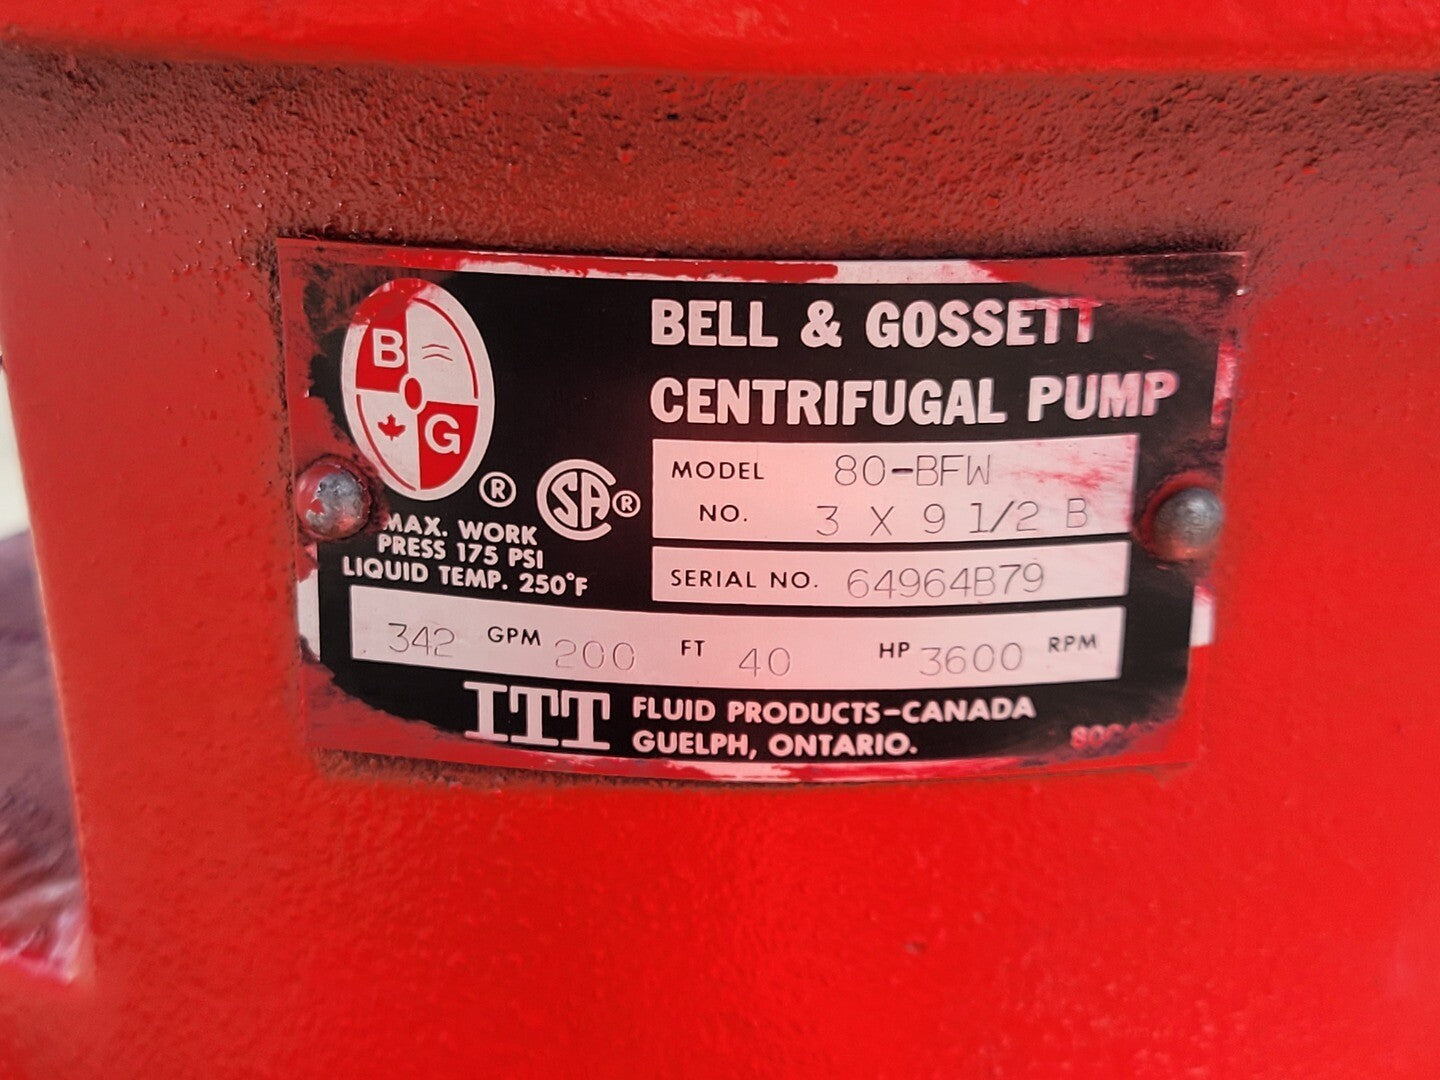 B
G
®
SA®
BELL & GOSSETT
CENTRIFUGAL PUMP
MODEL 80-BFW
NO. 3 X 9 1/2 B
MAX. WORK
PRESS 175 PSI
LIQUID TEMP. 250°F
SERIAL NO. 64964B79
342 GPM 200 FT 40 HP 3600 RPM
ITT FLUID PRODUCTS-CANADA
GUELPH, ONTARIO.